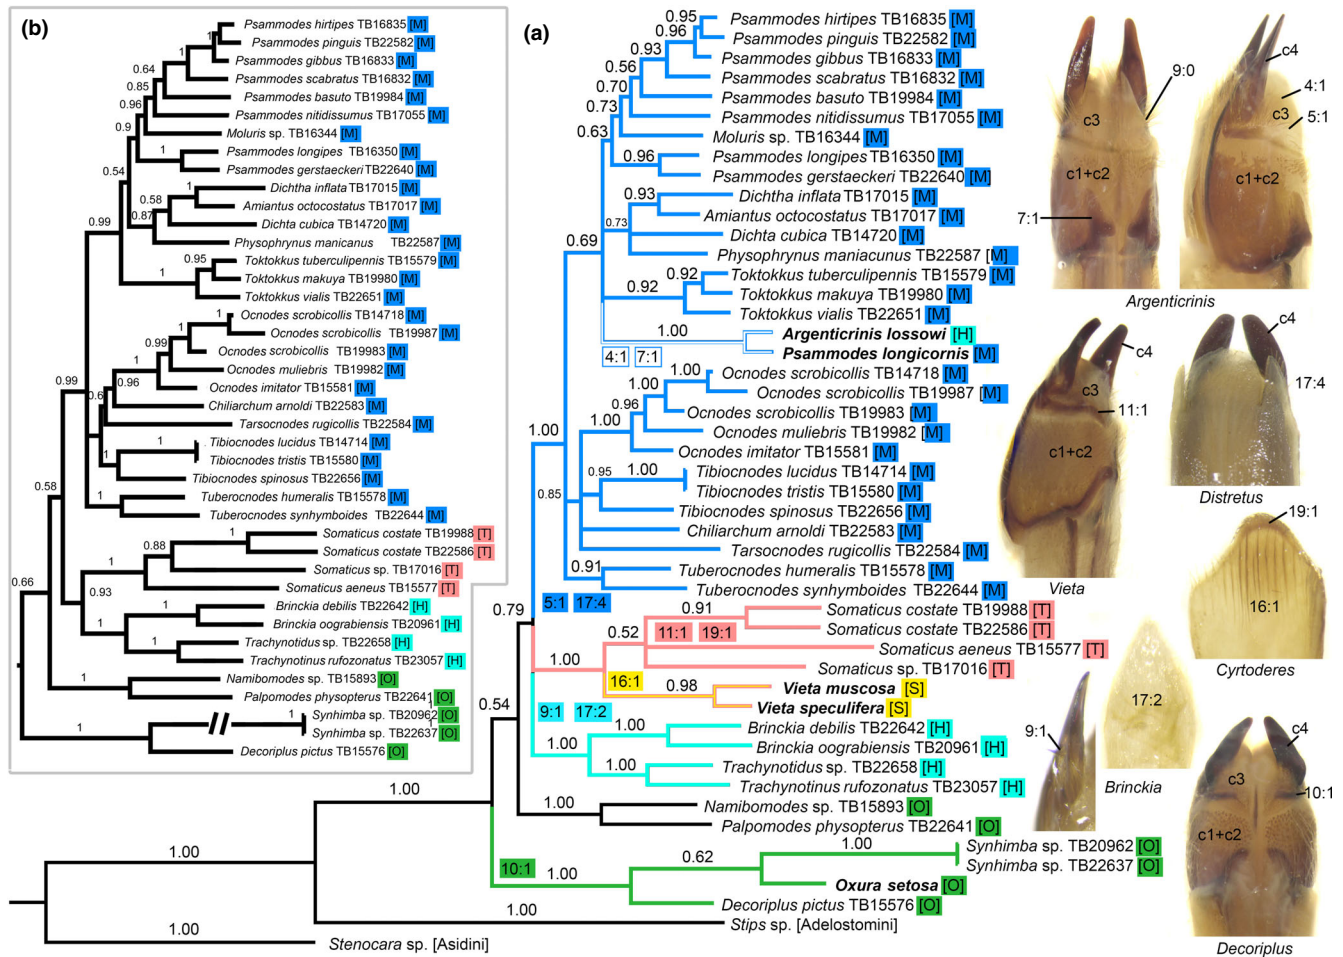 (b)
Psammodes hirtipes TB16835 [M]
Psammodes pinguis TB22582 [M]
Psammodes gibbus TB16833 [M]
Psammodes scabratus TB16832 [M]
Psammodes basuto TB19984 [M]
Psammodes nitidissumus TB17055 [M]
Moluris sp. TB16344 [M]
Psammodes longipes TB16350 [M]
Psammodes gerstaeckeri TB22640 [M]
Dichtha inflata TB17015 [M]
Amiantus octocostatus TB17017 [M]
Dichta cubica TB14720 [M]
Physophrynus manicanus TB22587 [M]
Toktokkus tuberculipennis TB15579 [M]
Toktokkus makuya TB19980 [M]
Toktokkus vialis TB22651 [M]
Ocnodes scrobicollis TB14718 [M]
Ocnodes scrobicollis TB19987 [M]
Ocnodes scrobicollis TB19983 [M]
Ocnodes muliebris TB19982 [M]
Ocnodes imitator TB15581 [M]
Chiliarchum arnoldi TB22583 [M]
Tarsocnodes rugicollis TB22584 [M]
Tibiocnodes lucidus TB14714 [M]
Tibiocnodes tristis TB15580 [M]
Tibiocnodes spinosus TB22656 [M]
Tuberocnodes humeralis TB15578 [M]
Tuberocnodes synhymboides TB22644 [M]
Somaticus costate TB19988 [T]
Somaticus costate TB22586 [T]
Somaticus sp. TB17016 [T]
Somaticus aeneus TB15577 [T]
Brinckia debilis TB22642 [H]
Brinckia oograbiensis TB20961 [H]
Trachynotidus sp. TB22658 [H]
Trachynotinus rufozonatus TB23057 [H]
Namibomodes sp. TB15893 [O]
Palpomodes physopterus TB22641 [O]
Synhimba sp. TB20962 [O]
Synhimba sp. TB22637 [O]
Decoriplus pictus TB15576 [O]
1
1
1
0.64
0.85
0.96
0.9
1
0.54
1
0.58
0.87
0.99
0.95
1
1
1
0.99
0.96
0.99
0.6
1
1
1
0.58
1
0.88
1
0.93
1
1
1
0.66
1
1
1
1
(a)
Psammodes hirtipes TB16835 [M]
Psammodes pinguis TB22582 [M]
Psammodes gibbus TB16833 [M]
Psammodes scabratus TB16832 [M]
Psammodes basuto TB19984 [M]
Psammodes nitidissumus TB17055 [M]
Moluris sp. TB16344 [M]
Psammodes longipes TB16350 [M]
Psammodes gerstaeckeri TB22640 [M]
Dichtha inflata TB17015 [M]
Amiantus octocostatus TB17017 [M]
Dichta cubica TB14720 [M]
Physophrynus maniacunus TB22587 [M]
Toktokkus tuberculipennis TB15579 [M]
Toktokkus makuya TB19980 [M]
Toktokkus vialis TB22651 [M]
Argenticrinis lossowi [H]
Psammodes longicornis [M]
Ocnodes scrobicollis TB14718 [M]
Ocnodes scrobicollis TB19987 [M]
Ocnodes scrobicollis TB19983 [M]
Ocnodes muliebris TB19982 [M]
Ocnodes imitator TB15581 [M]
Tibiocnodes lucidus TB14714 [M]
Tibiocnodes tristis TB15580 [M]
Tibiocnodes spinosus TB22656 [M]
Chiliarchum arnoldi TB22583 [M]
Tarsocnodes rugicollis TB22584 [M]
Tuberocnodes humeralis TB15578 [M]
Tuberocnodes synhymboides TB22644 [M]
Somaticus costate TB19988 [T]
Somaticus costate TB22586 [T]
Somaticus aeneus TB15577 [T]
Somaticus sp. TB17016 [T]
Vieta muscosa [S]
Vieta speculifera [S]
Brinckia debilis TB22642 [H]
Brinckia oograbiensis TB20961 [H]
Trachynotidus sp. TB22658 [H]
Trachynotinus rufozonatus TB23057 [H]
Namibomodes sp. TB15893 [O]
Palpomodes physopterus TB22641 [O]
Synhimba sp. TB20962 [O]
Synhimba sp. TB22637 [O]
Oxura setosa [O]
Decoriplus pictus TB15576 [O]
Stips sp. [Adelostomini]
Stenocara sp. [Asidini]
0.95
0.96
0.93
0.56
0.70
0.73
0.63
0.96
0.93
0.73
0.69
0.92
0.92
1.00
4:1 7:1
1.00
1.00
0.96
1.00
1.00
0.95
1.00
0.85
0.91
0.79
5:1 17:4
0.91
11:1 19:1
0.52
1.00
16:1
0.98
0.54
9:1 17:2
1.00
1.00
1.00
1.00
1.00
10:1
1.00
0.62
1.00
1.00
1.00
1.00
c3
9:0
c1+c2
7:1
c4
4:1
c3
5:1
c1+c2
Argenticrinis
c4
c3
11:1
c1+c2
Vieta
c4
17:4
Distretus
19:1
16:1
Cyrtoderes
9:1
17:2
Brinckia
c4
c3
10:1
c1+c2
Decoriplus